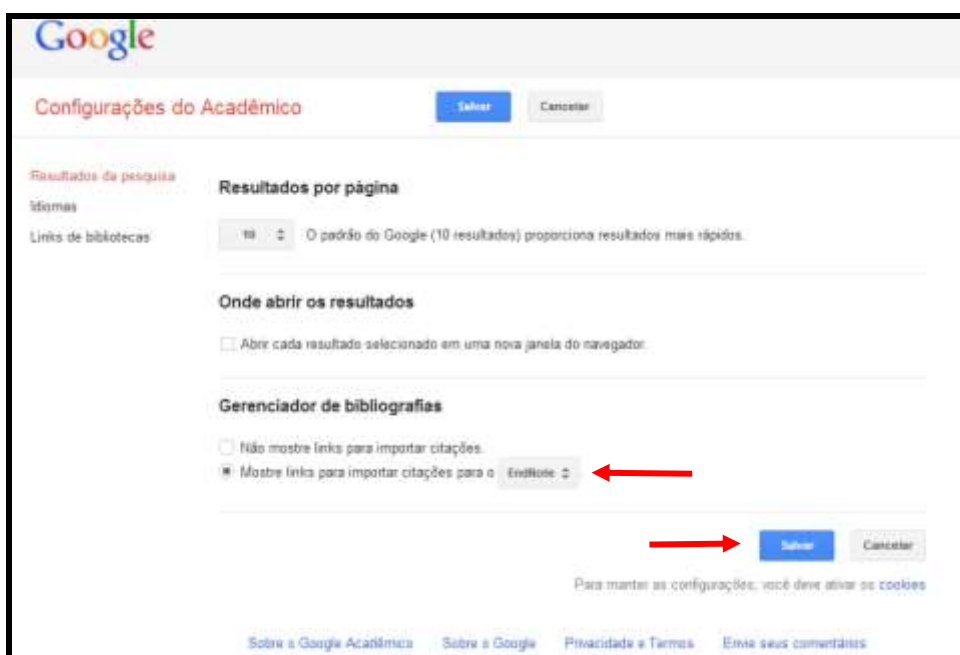 Google
Configurações do Acadêmico Salvar Cancelar
Resultados da pesquisa
Idiomas
Links de bibliotecas
Resultados por página
10 O padrão do Google (10 resultados) proporciona resultados mais rápidos.
Onde abrir os resultados
Abrir cada resultado selecionado em uma nova janela do navegador.
Gerenciador de bibliografias
Não mostre links para importar citações.
Mostre links para importar citações para o EndNote
Salvar Cancelar
Para manter as configurações, você deve ativar os cookies
Sobre o Google Acadêmico Sobre o Google Privacidade e Termos Envie seus comentários